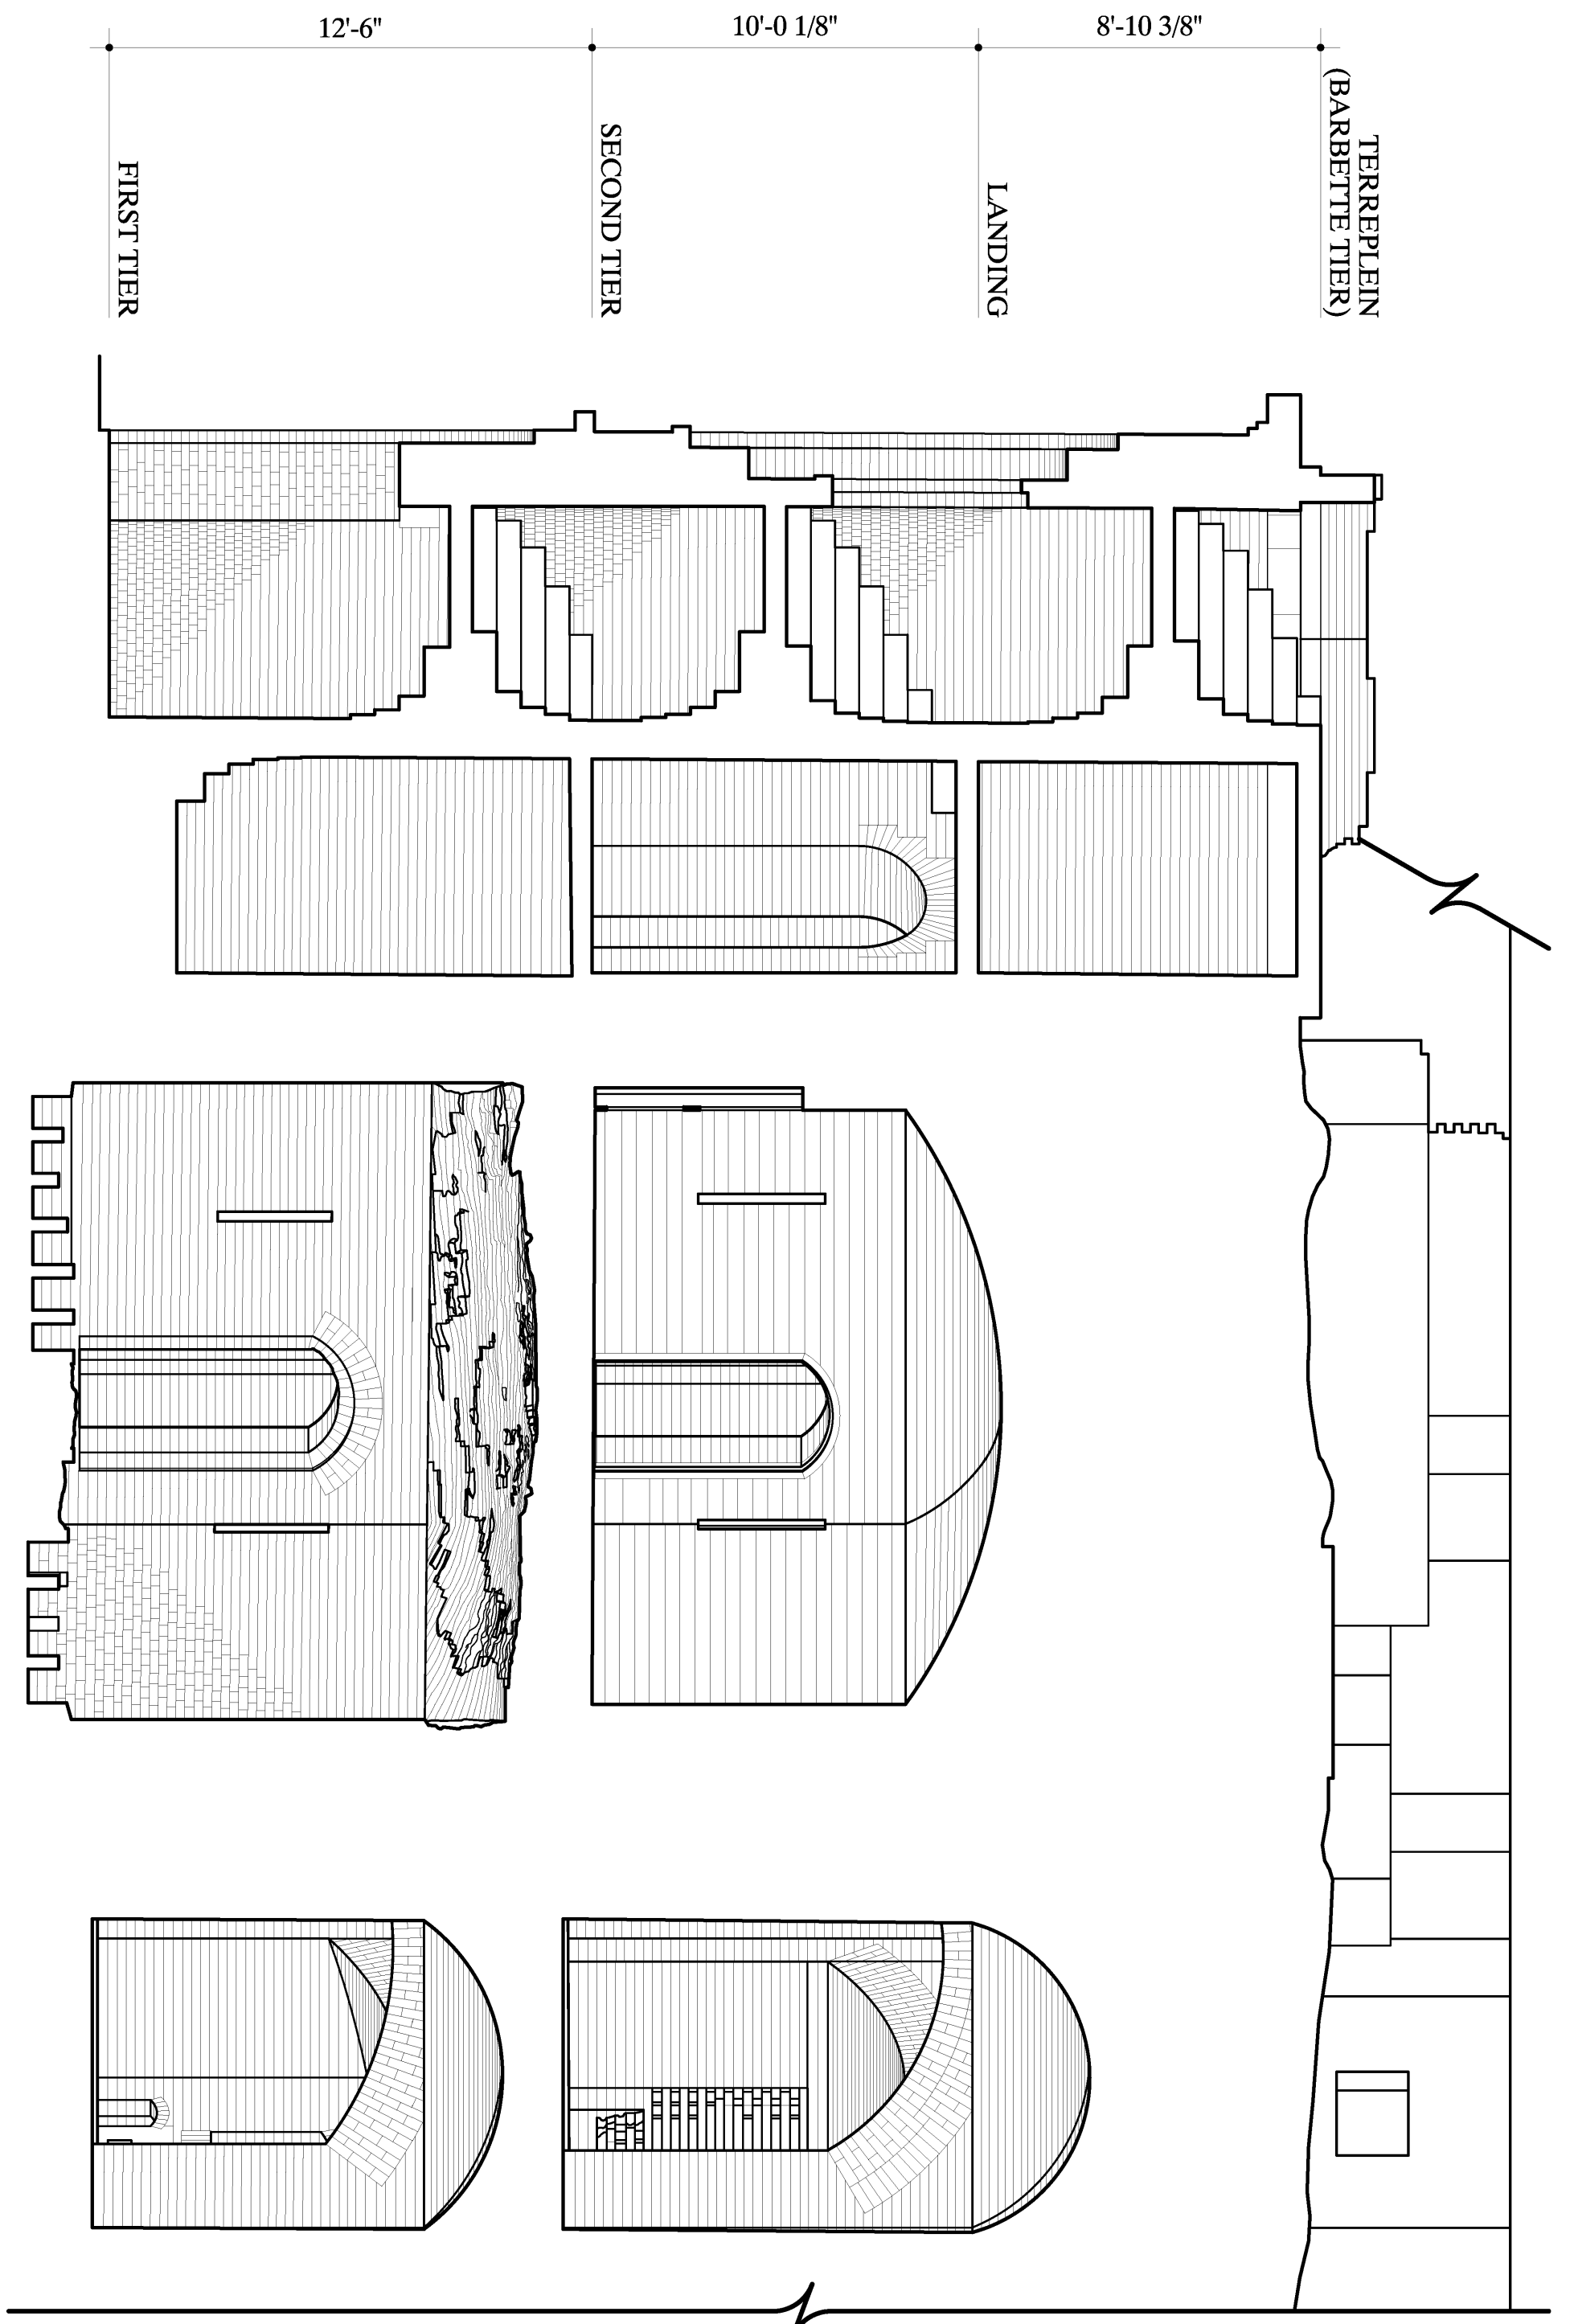 12'-6"
10'-0 1/8"
8'-10 3/8"
FIRST TIER
SECOND TIER
LANDING
TERREPLEIN
(BARBETTE TIER)